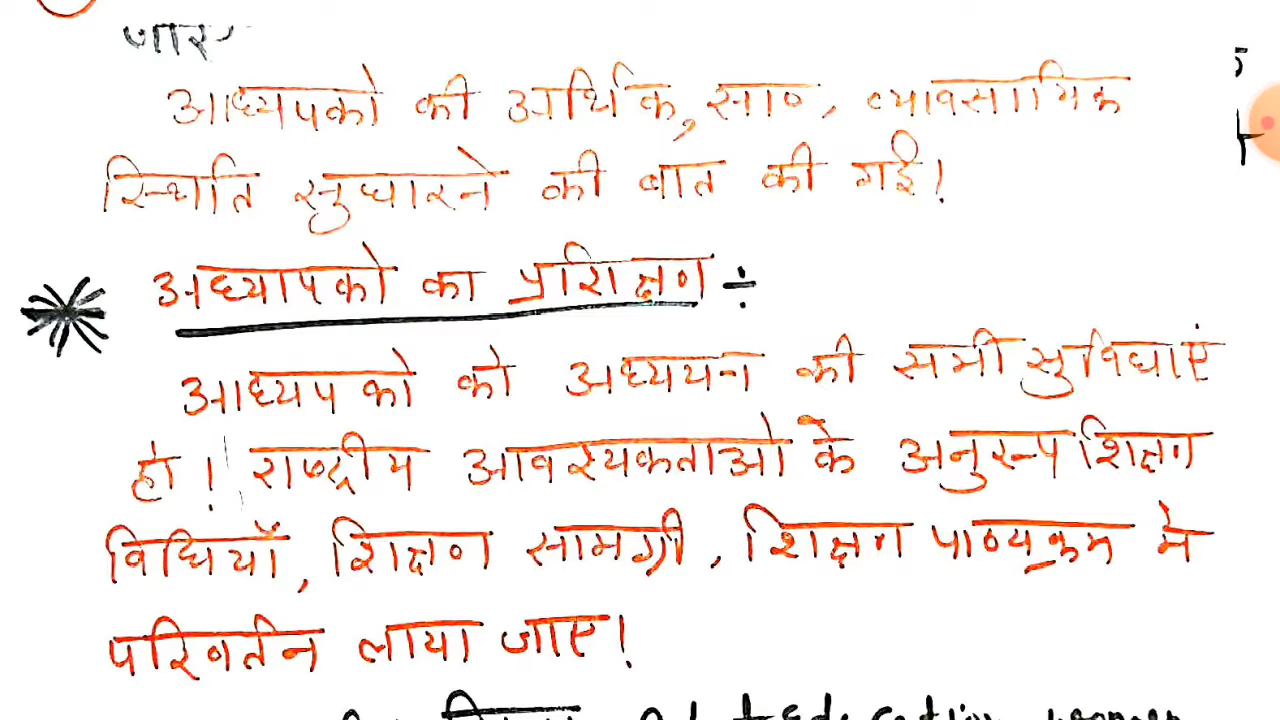 जाए
आध्यपको की आर्थिक, सा०, व्यावसायिक
स्थिति सुधारने की बात की गई।
* अध्यापको का प्रशिक्षण ÷
आध्यपको को अध्ययन की सभी सुविधाएं
हो। राष्ट्रीय आवश्यकताओ के अनुरूप शिक्षण
विधियाँ, शिक्षण सामग्री, शिक्षण पाठ्यक्रम मे
परिवर्तन लाया जाए।